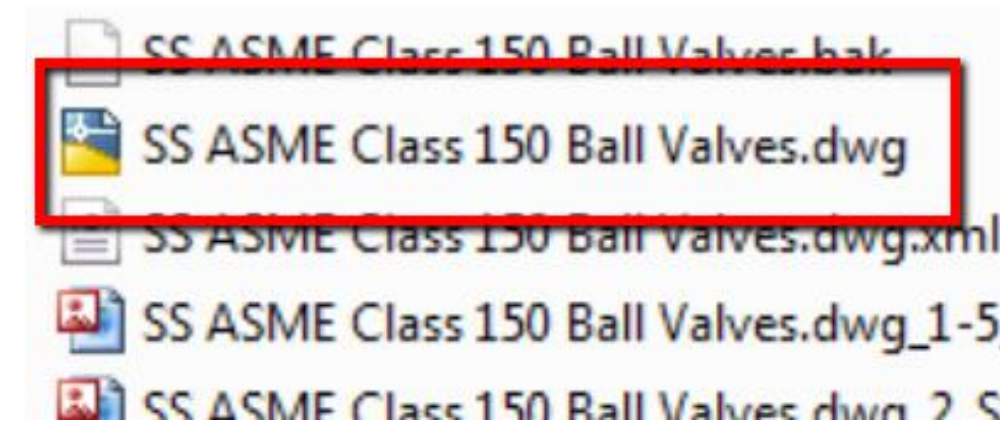 SS ASME Class 150 Ball Valves.bak
SS ASME Class 150 Ball Valves.dwg
SS ASME Class 150 Ball Valves.dwg.xml
SS ASME Class 150 Ball Valves.dwg_1-5
SS ASME Class 150 Ball Valves.dwg_2_S